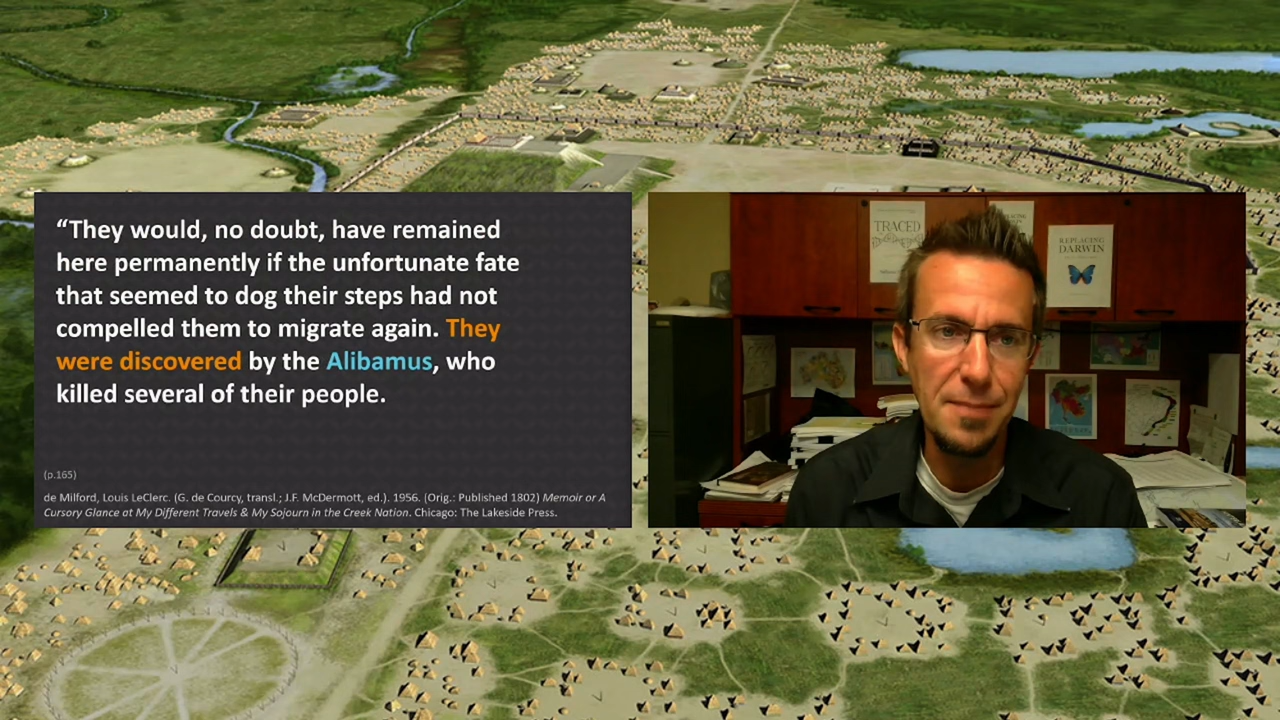 “They would, no doubt, have remained
here permanently if the unfortunate fate
that seemed to dog their steps had not
compelled them to migrate again. They
were discovered by the Alibamus, who
killed several of their people.
(p.165)
de Milford, Louis LeClerc. (G. de Courcy, transl.; J.F. McDermott, ed.). 1956. (Orig.: Published 1802) Memoir or A
Cursory Glance at My Different Travels & My Sojourn in the Creek Nation. Chicago: The Lakeside Press.
TRACED
REPLACING
DARWIN